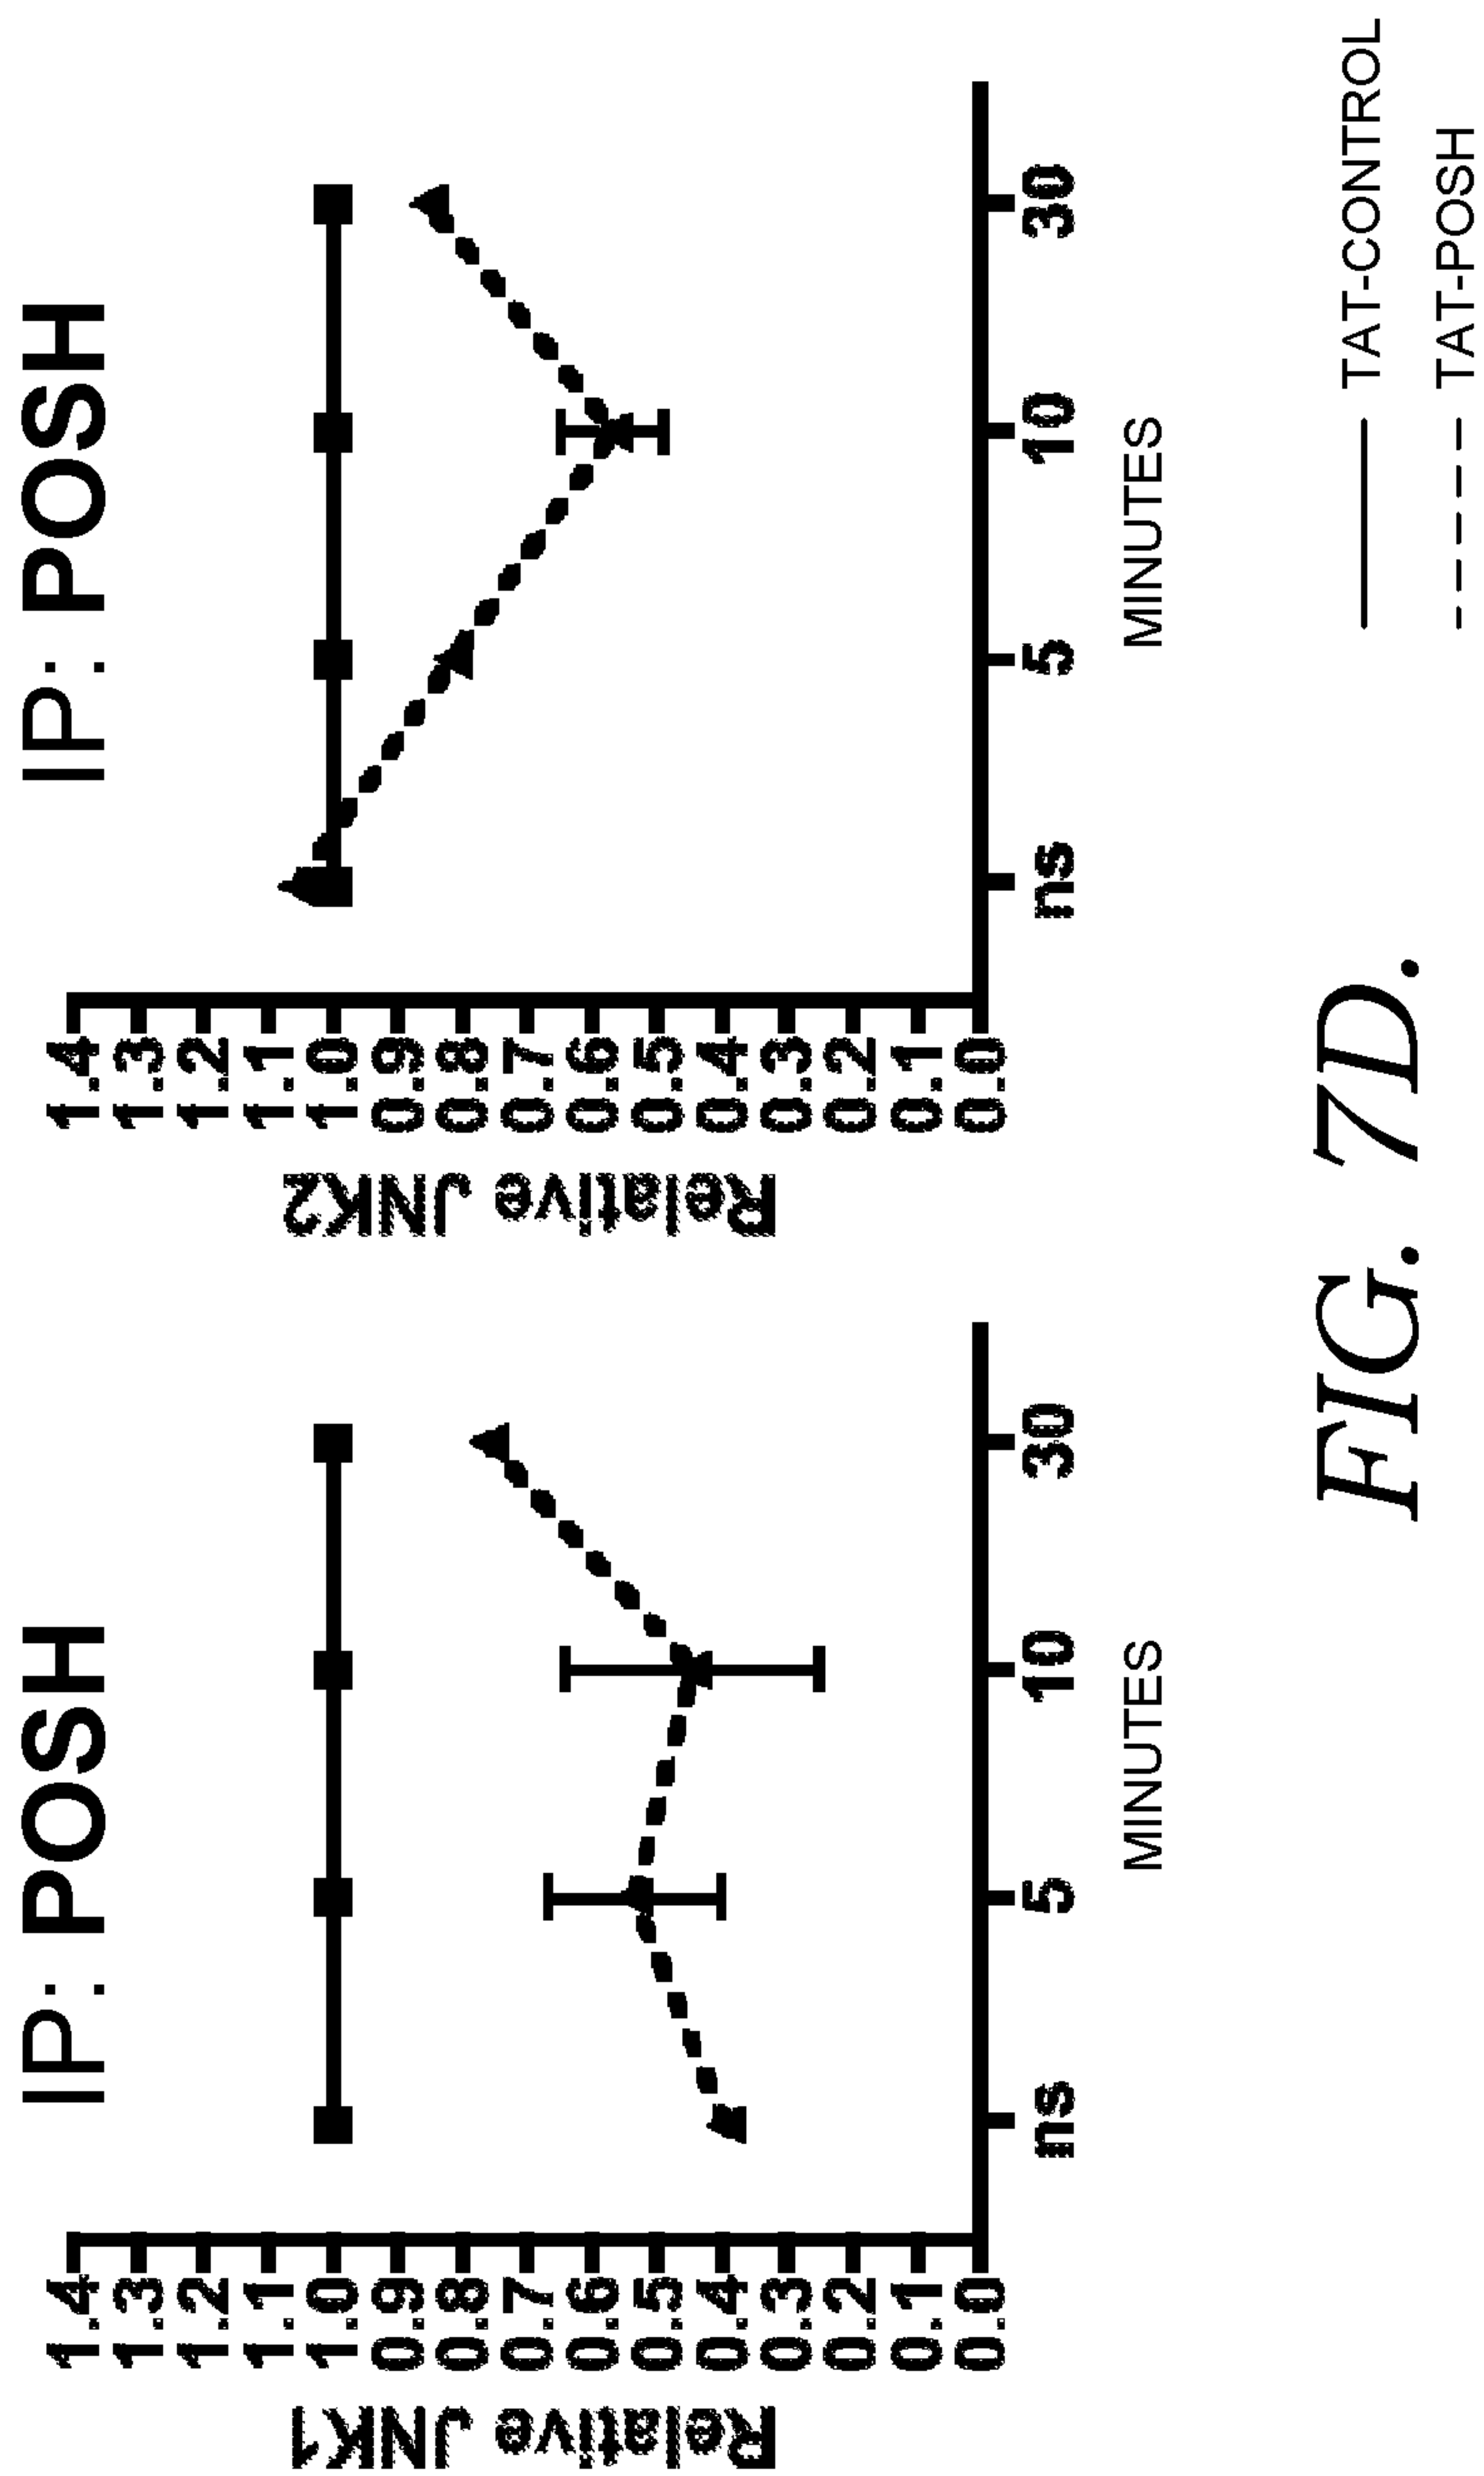 IP: POSH
Relative JNK1
1.4
1.3
1.2
1.1
1.0
0.9
0.8
0.7
0.6
0.5
0.4
0.3
0.2
0.1
0.0
ns 5 10 30
MINUTES
IP: POSH
Relative JNK2
1.4
1.3
1.2
1.1
1.0
0.9
0.8
0.7
0.6
0.5
0.4
0.3
0.2
0.1
0.0
ns 5 10 30
MINUTES
TAT-CONTROL
TAT-POSH
FIG. 7D.